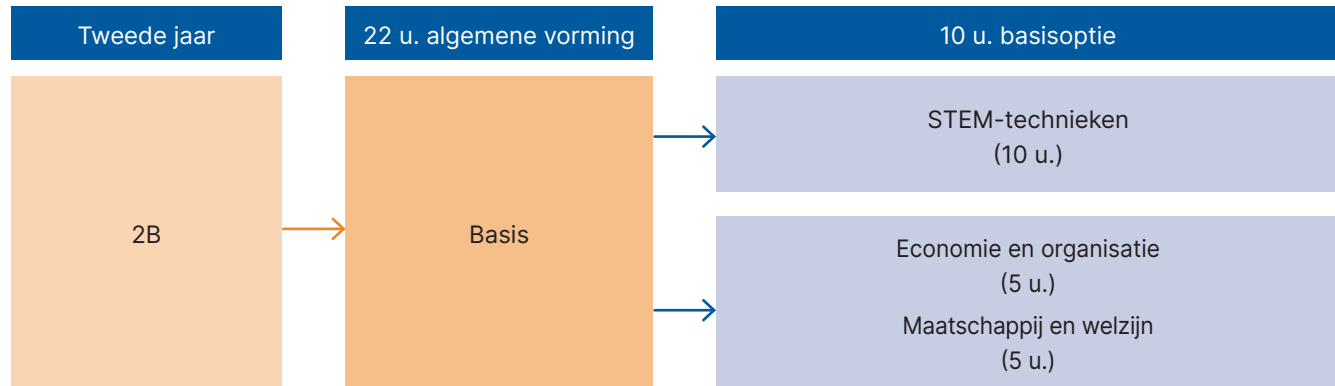 Tweede jaar
22 u. algemene vorming
10 u. basisoptie
2B
Basis
STEM-technieken
(10 u.)
Economie en organisatie
(5 u.)
Maatschappij en welzijn
(5 u.)